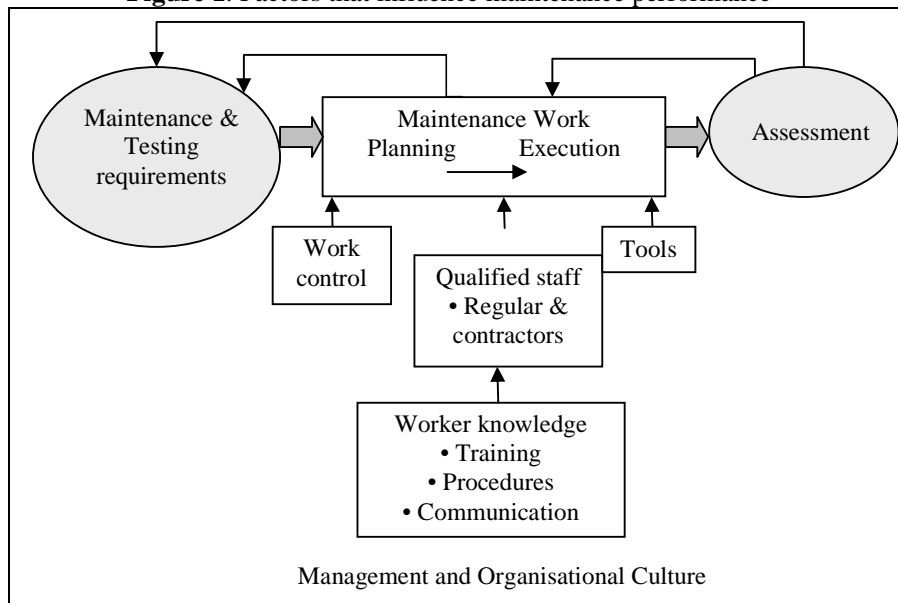 Figure 1. Factors that influence maintenance performance
Maintenance &
Testing
requirements
Maintenance Work
Planning Execution
Assessment
Work
control
Qualified staff
• Regular &
contractors
Tools
Worker knowledge
• Training
• Procedures
• Communication
Management and Organisational Culture